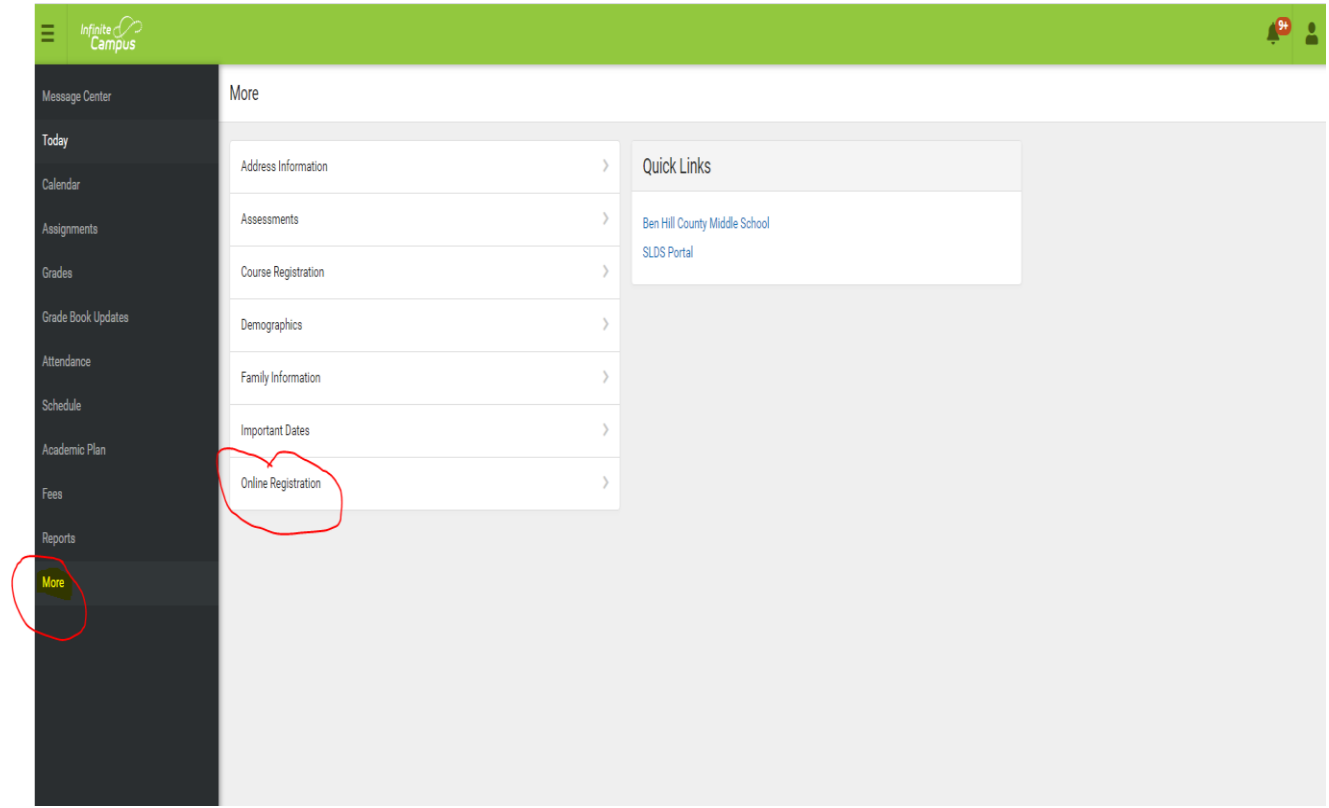 Infinite
Campus
9+
Message Center
Today
Calendar
Assignments
Grades
Grade Book Updates
Attendance
Schedule
Academic Plan
Fees
Reports
More
More
Address Information
Assessments
Course Registration
Demographics
Family Information
Important Dates
Online Registration
Quick Links
Ben Hill County Middle School
SLDS Portal